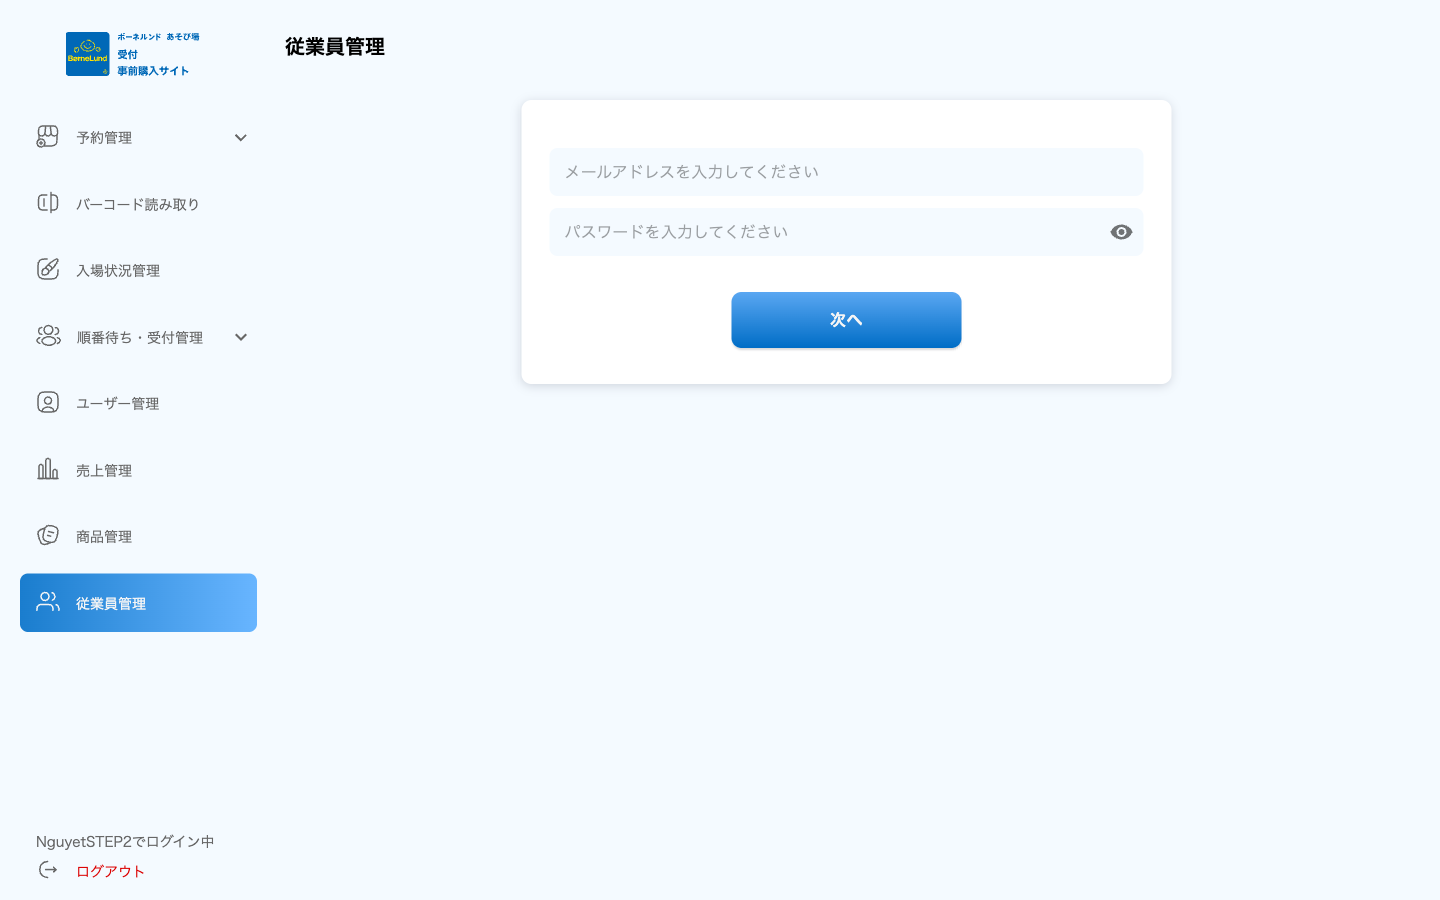 ボーネルンド あそび場
受付
事前購入サイト
BørneLund
従業員管理
予約管理
バーコード読み取り
入場状況管理
順番待ち・受付管理
ユーザー管理
売上管理
商品管理
従業員管理
メールアドレスを入力してください
パスワードを入力してください
次へ
NguyetSTEP2でログイン中
ログアウト